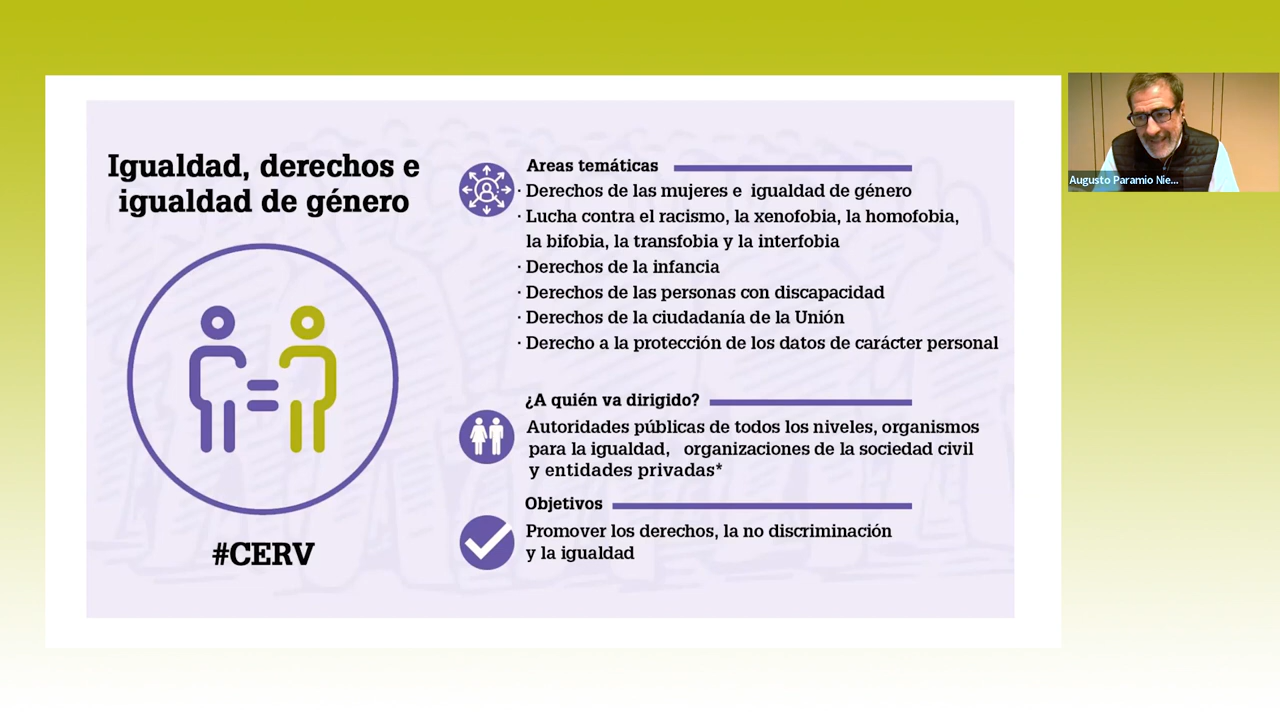 Igualdad, derechos e
igualdad de género
#CERV
Areas temáticas
· Derechos de las mujeres e igualdad de género
· Lucha contra el racismo, la xenofobia, la homofobia,
la bifobia, la transfobia y la interfobia
· Derechos de la infancia
· Derechos de las personas con discapacidad
· Derechos de la ciudadanía de la Unión
· Derecho a la protección de los datos de carácter personal
¿A quién va dirigido?
Autoridades públicas de todos los niveles, organismos
para la igualdad, organizaciones de la sociedad civil
y entidades privadas*
Objetivos
Promover los derechos, la no discriminación
y la igualdad
Augusto Paramio Nie...